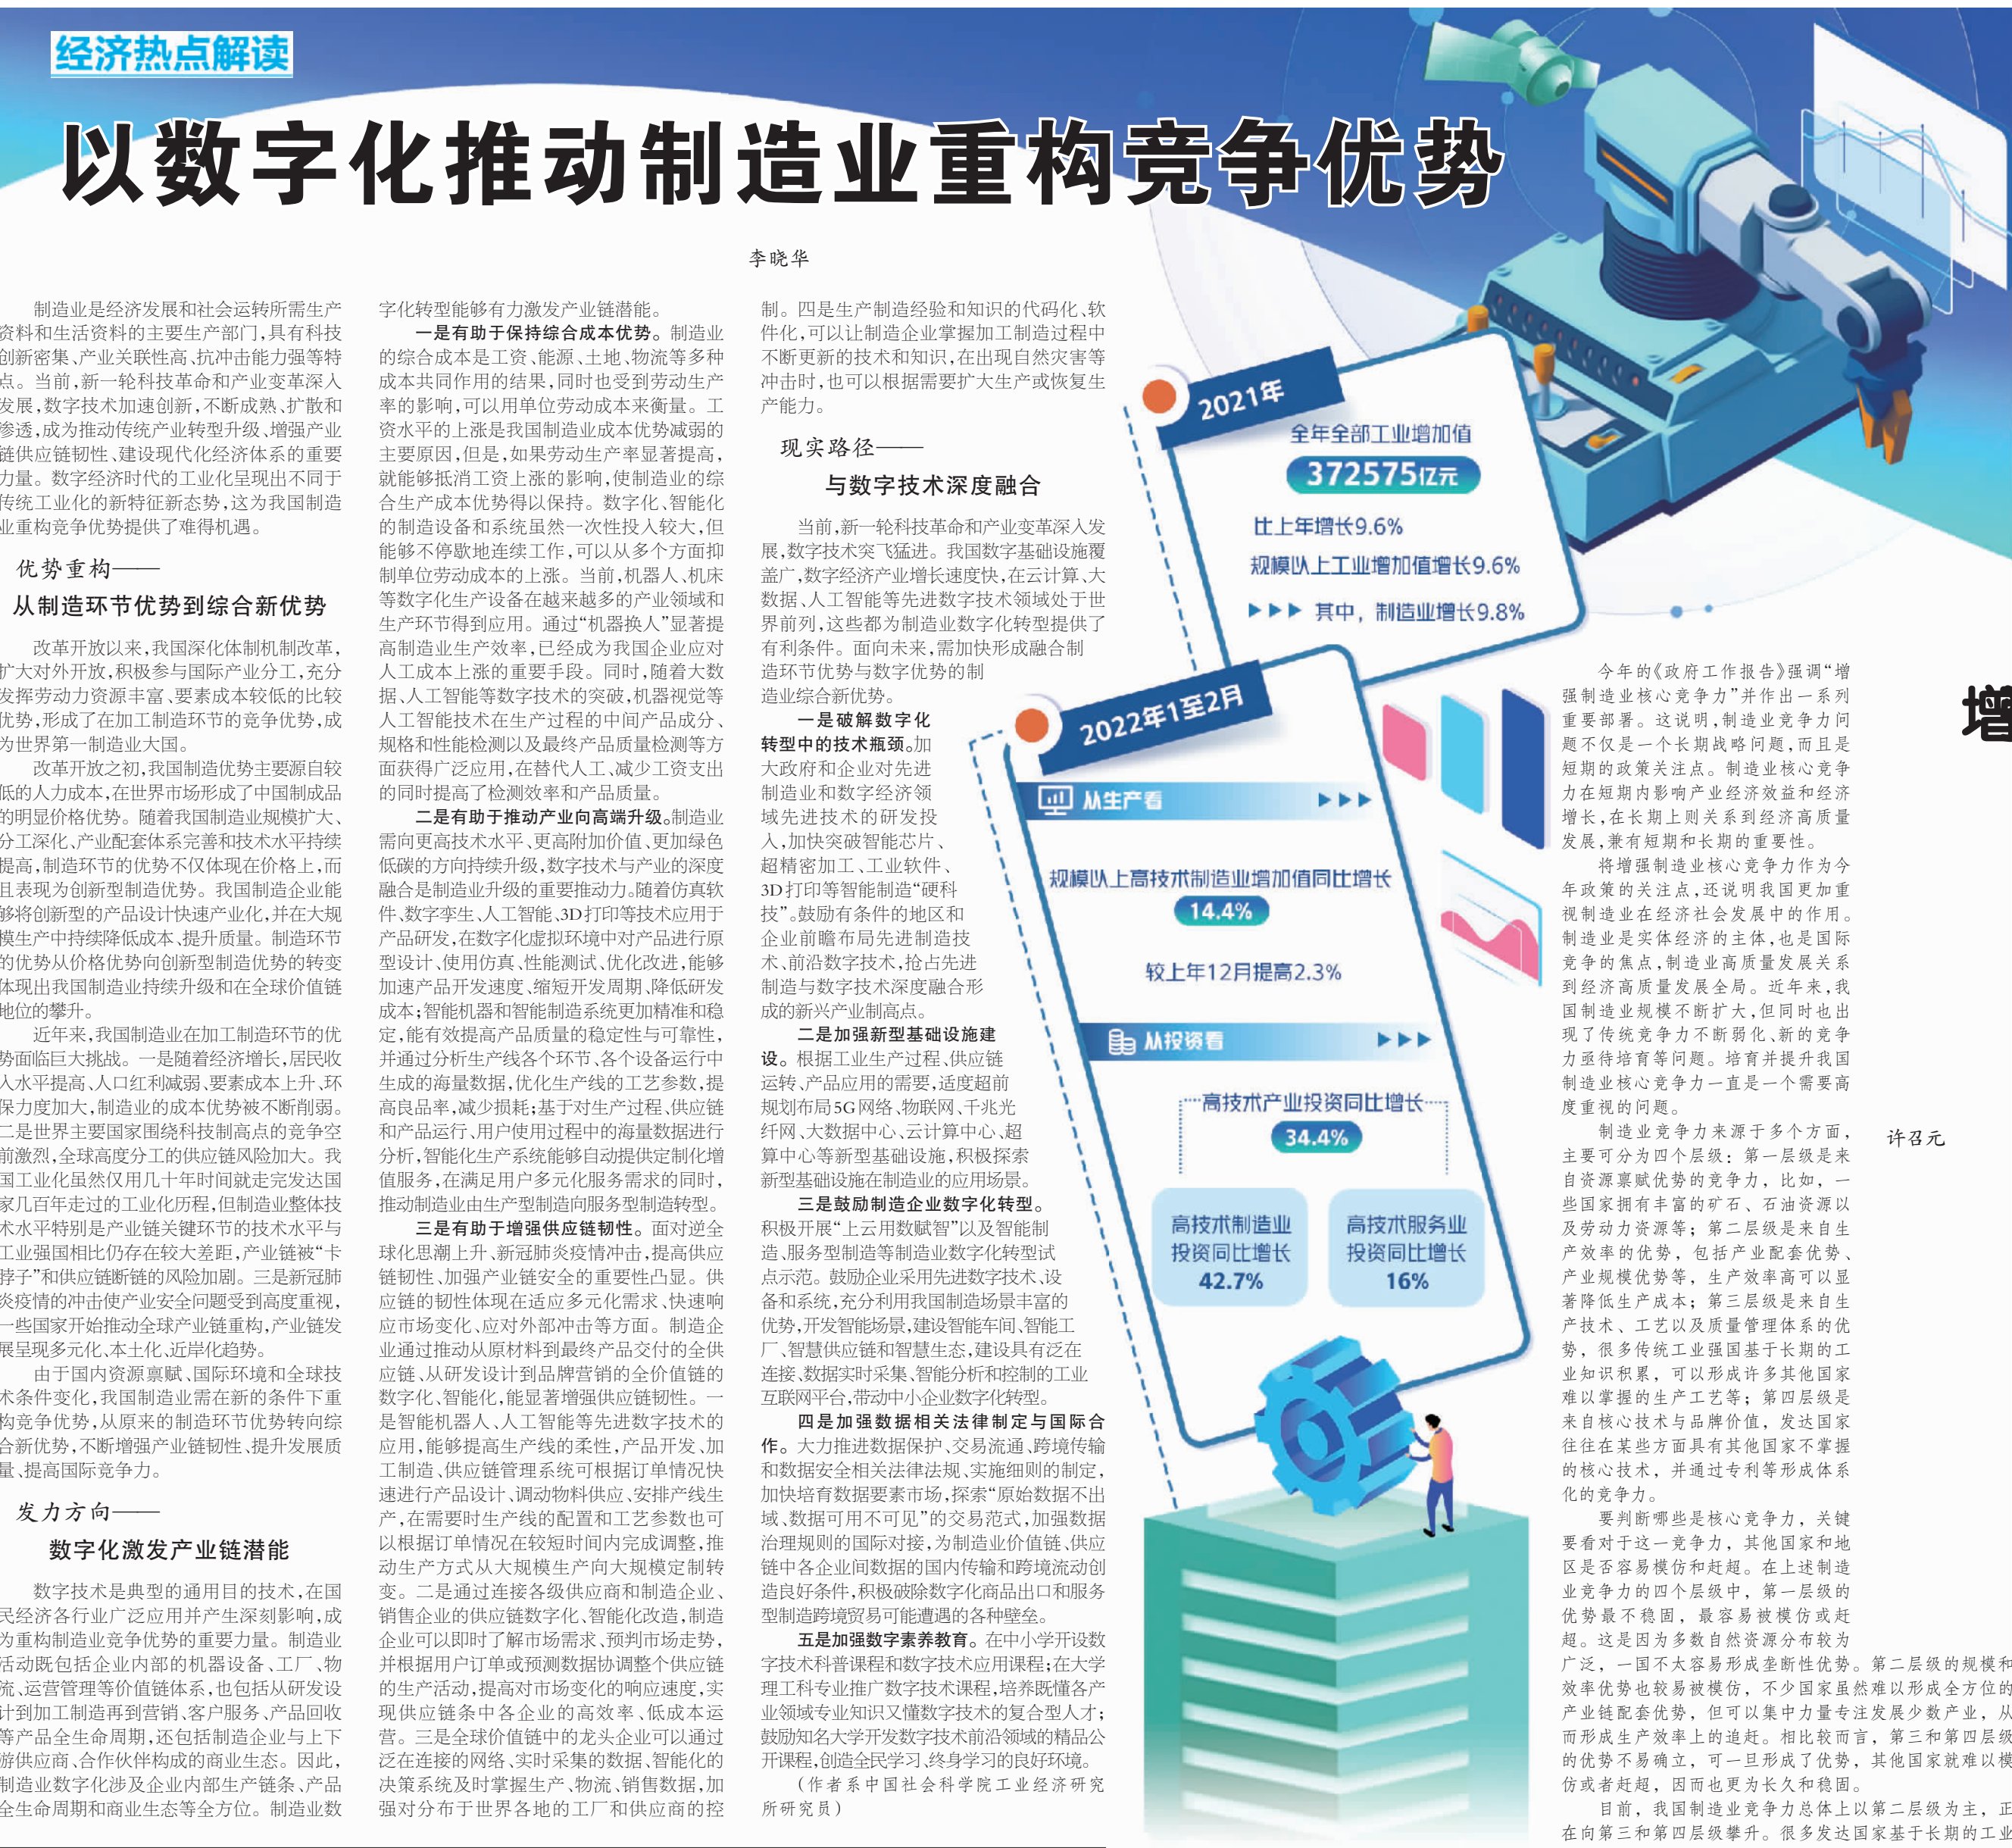 经济热点解读
以数字化推动制造业重构竞争优势
李晓华
制造业是经济发展和社会运转所需生产
资料和生活资料的主要生产部门,具有科技
创新密集、产业关联性高、抗冲击能力强等特
点。当前,新一轮科技革命和产业变革深入
发展,数字技术加速创新,不断成熟、扩散和
渗透,成为推动传统产业转型升级、增强产业
链供应链韧性、建设现代化经济体系的重要
力量。数字经济时代的工业化呈现出不同于
传统工业化的新特征新态势,这为我国制造
业重构竞争优势提供了难得机遇。
优势重构——
从制造环节优势到综合新优势
改革开放以来,我国深化体制机制改革,
扩大对外开放,积极参与国际产业分工,充分
发挥劳动力资源丰富、要素成本较低的比较
优势,形成了在加工制造环节的竞争优势,成
为世界第一制造业大国。
改革开放之初,我国制造优势主要源自较
低的人力成本,在世界市场形成了中国制成品
的明显价格优势。随着我国制造业规模扩大、
分工深化、产业配套体系完善和技术水平持续
提高,制造环节的优势不仅体现在价格上,而
且表现为创新型制造优势。我国制造企业能
够将创新型的产品设计快速产业化,并在大规
模生产中持续降低成本、提升质量。制造环节
的优势从价格优势向创新型制造优势的转变
体现出我国制造业持续升级和在全球价值链
地位的攀升。
近年来,我国制造业在加工制造环节的优
势面临巨大挑战。一是随着经济增长,居民收
入水平提高、人口红利减弱、要素成本上升、环
保力度加大,制造业的成本优势被不断削弱。
二是世界主要国家围绕科技制高点的竞争空
前激烈,全球高度分工的供应链风险加大。我
国工业化虽然仅用几十年时间就走完发达国
家几百年走过的工业化历程,但制造业整体技
术水平特别是产业链关键环节的技术水平与
工业强国相比仍存在较大差距,产业链被“卡
脖子”和供应链断链的风险加剧。三是新冠肺
炎疫情的冲击使产业安全问题受到高度重视,
一些国家开始推动全球产业链重构,产业链发
展呈现多元化、本土化、近岸化趋势。
由于国内资源禀赋、国际环境和全球技
术条件变化,我国制造业需在新的条件下重
构竞争优势,从原来的制造环节优势转向综
合新优势,不断增强产业链韧性、提升发展质
量、提高国际竞争力。
发力方向——
数字化激发产业链潜能
数字技术是典型的通用目的技术,在国
民经济各行业广泛应用并产生深刻影响,成
为重构制造业竞争优势的重要力量。制造业
活动既包括企业内部的机器设备、工厂、物
流、运营管理等价值链体系,也包括从研发设
计到加工制造再到营销、客户服务、产品回收
等产品全生命周期,还包括制造企业与上下
游供应商、合作伙伴构成的商业生态。因此,
制造业数字化涉及企业内部生产链条、产品
全生命周期和商业生态等全方位。制造业数
字化转型能够有力激发产业链潜能。
一是有助于保持综合成本优势。制造业
的综合成本是工资、能源、土地、物流等多种
成本共同作用的结果,同时也受到劳动生产
率的影响,可以用单位劳动成本来衡量。工
资水平的上涨是我国制造业成本优势减弱的
主要原因,但是,如果劳动生产率显著提高,
就能够抵消工资上涨的影响,使制造业的综
合生产成本优势得以保持。数字化、智能化
的制造设备和系统虽然一次性投入较大,但
能够不停歇地连续工作,可以从多个方面抑
制单位劳动成本的上涨。当前,机器人、机床
等数字化生产设备在越来越多的产业领域和
生产环节得到应用。通过“机器换人”显著提
高制造业生产效率,已经成为我国企业应对
人工成本上涨的重要手段。同时,随着大数
据、人工智能等数字技术的突破,机器视觉等
人工智能技术在生产过程的中间产品成分、
规格和性能检测以及最终产品质量检测等方
面获得广泛应用,在替代人工、减少工资支出
的同时提高了检测效率和产品质量。
二是有助于推动产业向高端升级。制造业
需向更高技术水平、更高附加价值、更加绿色
低碳的方向持续升级,数字技术与产业的深度
融合是制造业升级的重要推动力。随着仿真软
件、数字孪生、人工智能、3D打印等技术应用于
产品研发,在数字化虚拟环境中对产品进行原
型设计、使用仿真、性能测试、优化改进,能够
加速产品开发速度、缩短开发周期、降低研发
成本;智能机器和智能制造系统更加精准和稳
定,能有效提高产品质量的稳定性与可靠性,
并通过分析生产线各个环节、各个设备运行中
生成的海量数据,优化生产线的工艺参数,提
高良品率,减少损耗;基于对生产过程、供应链
和产品运行、用户使用过程中的海量数据进行
分析,智能化生产系统能够自动提供定制化增
值服务,在满足用户多元化服务需求的同时,
推动制造业由生产型制造向服务型制造转型。
三是有助于增强供应链韧性。面对逆全
球化思潮上升、新冠肺炎疫情冲击,提高供应
链韧性、加强产业链安全的重要性凸显。供
应链的韧性体现在适应多元化需求、快速响
应市场变化、应对外部冲击等方面。制造企
业通过推动从原材料到最终产品交付的全供
应链、从研发设计到品牌营销的全价值链的
数字化、智能化,能显著增强供应链韧性。一
是智能机器人、人工智能等先进数字技术的
应用,能够提高生产线的柔性,产品开发、加
工制造、供应链管理系统可根据订单情况快
速进行产品设计、调动物料供应、安排产线生
产,在需要时生产线的配置和工艺参数也可
以根据订单情况在较短时间内完成调整,推
动生产方式从大规模生产向大规模定制转
变。二是通过连接各级供应商和制造企业、
销售企业的供应链数字化、智能化改造,制造
企业可以即时了解市场需求、预判市场走势,
并根据用户订单或预测数据协调整个供应链
的生产活动,提高对市场变化的响应速度,实
现供应链条中各企业的高效率、低成本运
营。三是全球价值链中的龙头企业可以通过
泛在连接的网络、实时采集的数据、智能化的
决策系统及时掌握生产、物流、销售数据,加
强对分布于世界各地的工厂和供应商的控
制。四是生产制造经验和知识的代码化、软
件化,可以让制造企业掌握加工制造过程中
不断更新的技术和知识,在出现自然灾害等
冲击时,也可以根据需要扩大生产或恢复生
产能力。
现实路径——
与数字技术深度融合
当前,新一轮科技革命和产业变革深入发
展,数字技术突飞猛进。我国数字基础设施覆
盖广,数字经济产业增长速度快,在云计算、大
数据、人工智能等先进数字技术领域处于世
界前列,这些都为制造业数字化转型提供了
有利条件。面向未来,需加快形成融合制
造环节优势与数字优势的制
造业综合新优势。
一是破解数字化
转型中的技术瓶颈。加
大政府和企业对先进
制造业和数字经济领
域先进技术的研发投
入,加快突破智能芯片、
超精密加工、工业软件、
3D打印等智能制造“硬科
技”。鼓励有条件的地区和
企业前瞻布局先进制造技
术、前沿数字技术,抢占先进
制造与数字技术深度融合形
成的新兴产业制高点。
二是加强新型基础设施建
设。根据工业生产过程、供应链
运转、产品应用的需要,适度超前
规划布局5G网络、物联网、千兆光
纤网、大数据中心、云计算中心、超
算中心等新型基础设施,积极探索
新型基础设施在制造业的应用场景。
三是鼓励制造企业数字化转型。
积极开展“上云用数赋智”以及智能制
造、服务型制造等制造业数字化转型试
点示范。鼓励企业采用先进数字技术、设
备和系统,充分利用我国制造场景丰富的
优势,开发智能场景,建设智能车间、智能工
厂、智慧供应链和智慧生态,建设具有泛在
连接、数据实时采集、智能分析和控制的工业
互联网平台,带动中小企业数字化转型。
四是加强数据相关法律制定与国际合
作。大力推进数据保护、交易流通、跨境传输
和数据安全相关法律法规、实施细则的制定,
加快培育数据要素市场,探索“原始数据不出
域、数据可用不可见”的交易范式,加强数据
治理规则的国际对接,为制造业价值链、供应
链中各企业间数据的国内传输和跨境流动创
造良好条件,积极破除数字化商品出口和服务
型制造跨境贸易可能遭遇的各种壁垒。
五是加强数字素养教育。在中小学开设数
字技术科普课程和数字技术应用课程;在大学
理工科专业推广数字技术课程,培养既懂各产
业领域专业知识又懂数字技术的复合型人才;
鼓励知名大学开发数字技术前沿领域的精品公
开课程,创造全民学习、终身学习的良好环境。
(作者系中国社会科学院工业经济研究
所研究员)
2021年
全年全部工业增加值
372575亿元
比上年增长9.6%
规模以上工业增加值增长9.6%
其中,制造业增长9.8%
2022年1至2月
从生产看
规模以上高技术制造业增加值同比增长
14.4%
较上年12月提高2.3%
从投资看
高技术产业投资同比增长
34.4%
高技术制造业
投资同比增长
42.7%
高技术服务业
投资同比增长
16%
增
许召元
今年的《政府工作报告》强调“增
强制造业核心竞争力”并作出一系列
重要部署。这说明,制造业竞争力问
题不仅是一个长期战略问题,而且是
短期的政策关注点。制造业核心竞争
力在短期内影响产业经济效益和经济
增长,在长期上则关系到经济高质量
发展,兼有短期和长期的重要性。
将增强制造业核心竞争力作为今
年政策的关注点,还说明我国更加重
视制造业在经济社会发展中的作用。
制造业是实体经济的主体,也是国际
竞争的焦点,制造业高质量发展关系
到经济高质量发展全局。近年来,我
国制造业规模不断扩大,但同时也出
现了传统竞争力不断弱化、新的竞争
力亟待培育等问题。培育并提升我国
制造业核心竞争力一直是一个需要高
度重视的问题。
制造业竞争力来源于多个方面,
主要可分为四个层级：第一层级是来
自资源禀赋优势的竞争力，比如，一
些国家拥有丰富的矿石、石油资源以
及劳动力资源等；第二层级是来自生
产效率的优势，包括产业配套优势、
产业规模优势等，生产效率高可以显
著降低生产成本；第三层级是来自生
产技术、工艺以及质量管理体系的优
势，很多传统工业强国基于长期的工
业知识积累，可以形成许多其他国家
难以掌握的生产工艺等；第四层级是
来自核心技术与品牌价值，发达国家
往往在某些方面具有其他国家不掌握
的核心技术，并通过专利等形成体系
化的竞争力。
要判断哪些是核心竞争力，关键
要看对于这一竞争力，其他国家和地
区是否容易模仿和赶超。在上述制造
业竞争力的四个层级中，第一层级的
优势最不稳固，最容易被模仿或赶
超。这是因为多数自然资源分布较为
广泛，一国不太容易形成垄断性优势。第二层级的规模和
效率优势也较易被模仿，不少国家虽然难以形成全方位的
产业链配套优势，但可以集中力量专注发展少数产业，从
而形成生产效率上的追赶。相比较而言，第三和第四层级
的优势不易确立，可一旦形成了优势，其他国家就难以模
仿或者赶超，因而也更为长久和稳固。
目前，我国制造业竞争力总体上以第二层级为主，正
在向第三和第四层级攀升。很多发达国家基于长期的工业